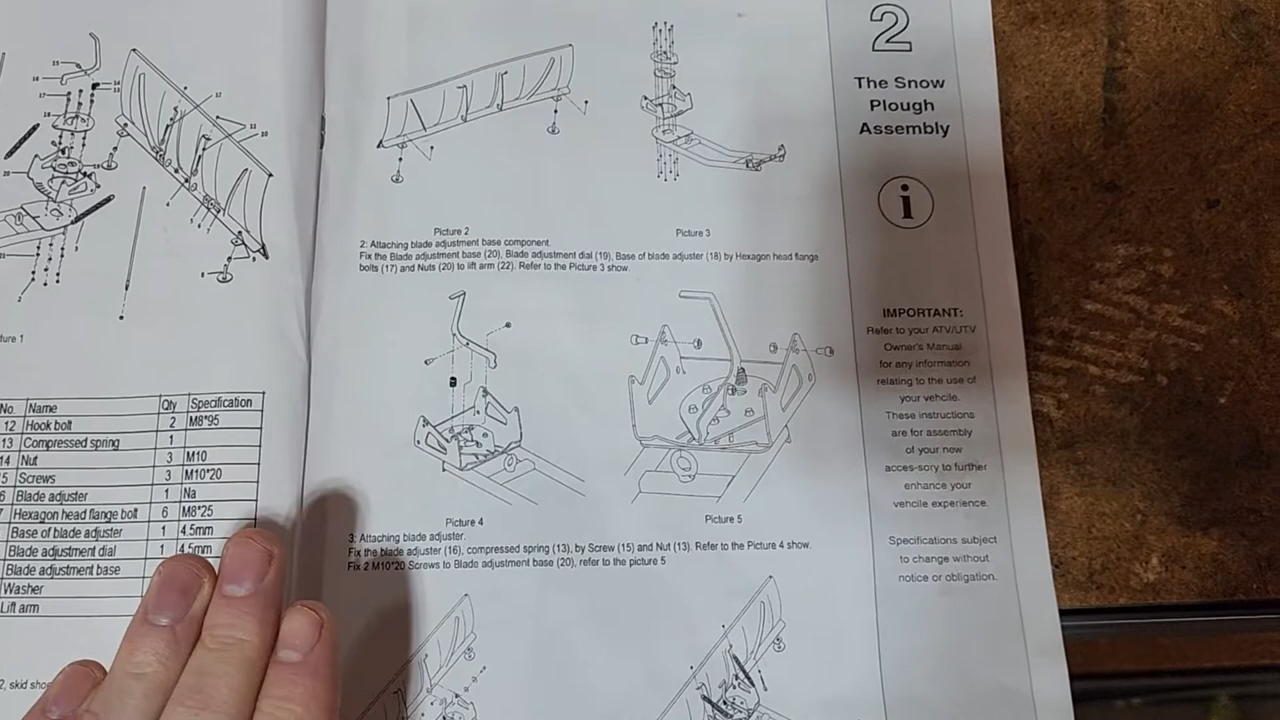 ture 1
No. Name Qty Specification
12 Hook bolt 2 M8*95
13 Compressed spring 1
14 Nut 3 M10
5 Screws 3 M10*20
6 Blade adjuster 1 Na
7 Hexagon head flange bolt 6 M8*25
Base of blade adjuster 1 4.5mm
Blade adjustment dial 1 4.5mm
Blade adjustment base
Washer
Lift arm
2, skid sho
Picture 2
Picture 3
2: Attaching blade adjustment base component.
Fix the Blade adjustment base (20), Blade adjustment dial (19), Base of blade adjuster (18) by Hexagon head flange
bolts (17) and Nuts (20) to lift arm (22). Refer to the Picture 3 show.
Picture 4
Picture 5
3: Attaching blade adjuster.
Fix the blade adjuster (16), compressed spring (13), by Screw (15) and Nut (13). Refer to the Picture 4 show.
Fix 2 M10*20 Screws to Blade adjustment base (20), refer to the picture 5
2
The Snow
Plough
Assembly
i
IMPORTANT:
Refer to your ATV/UTV
Owner's Manual
for any information
relating to the use of
your vehcile.
These instructions
are for assembly
of your new
acces-sory to further
enhance your
vencile experience.
Specifications subject
to change without
notice or obligation.